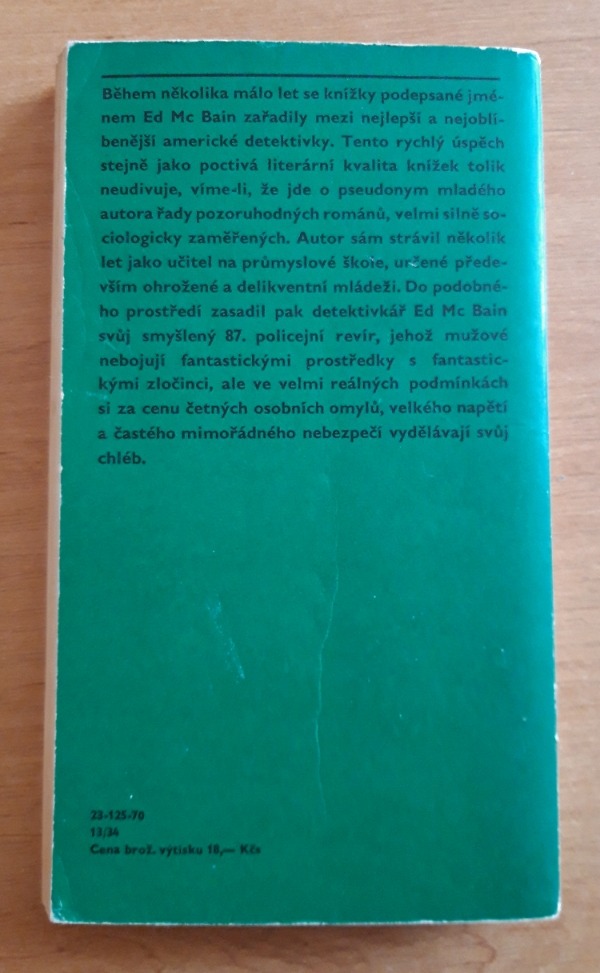 Během několika málo let se knížky podepsané jmé-
nem Ed Mc Bain zařadily mezi nejlepší a nejoblí-
benější americké detektivky. Tento rychlý úspěch
stejně jako poctivá literární kvalita knížek tolik
neudivuje, víme-li, že jde o pseudonym mladého
autora řady pozoruhodných románů, velmi silně so-
ciologicky zaměřených. Autor sám strávil několik
let jako učitel na průmyslové škole, určené přede-
vším ohrožené a delikventní mládeži. Do podobné-
ho prostředí zasadil pak detektivkář Ed Mc Bain
svůj smyšlený 87. policejní revír, jehož mužové
nebojují fantastickými prostředky s fantastic-
kými zločinci, ale ve velmi reálných podmínkách
si za cenu četných osobních omylů, velkého napětí
a častého mimořádného nebezpečí vydělávají svůj
chléb.
23-125-70
13/34
Cena brož. výtisku 18,— Kčs